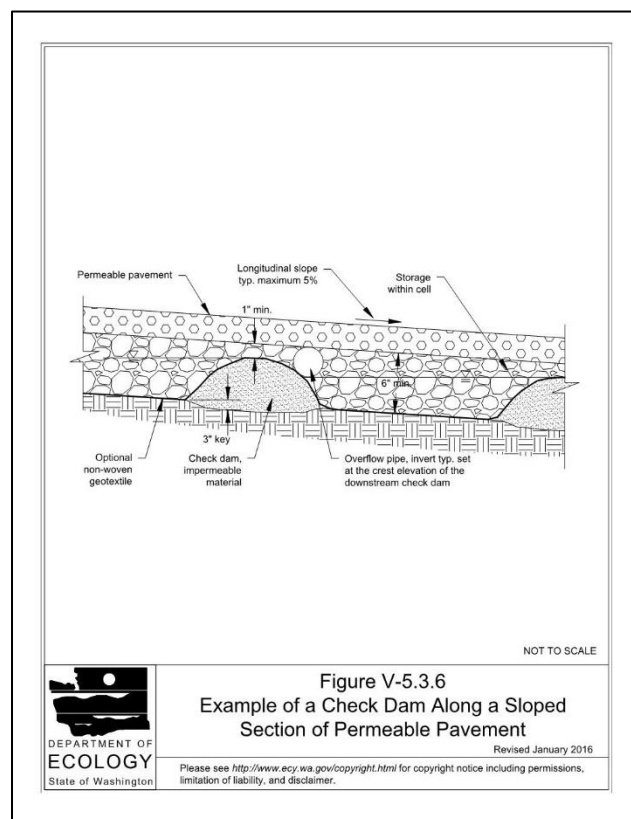 Longitudinal slope
typ. maximum 5%
Permeable pavement
Storage
within cell
1" min.
6" min.
3" key
Optional
non-woven
geotextile
Check dam,
impermeable
material
Overflow pipe, invert typ. set
at the crest elevation of the
downstream check dam
NOT TO SCALE
DEPARTMENT OF
ECOLOGY
State of Washington
Figure V-5.3.6
Example of a Check Dam Along a Sloped
Section of Permeable Pavement
Revised January 2016
Please see http://www.ecy.wa.gov/copyright.html for copyright notice including permissions,
limitation of liability, and disclaimer.